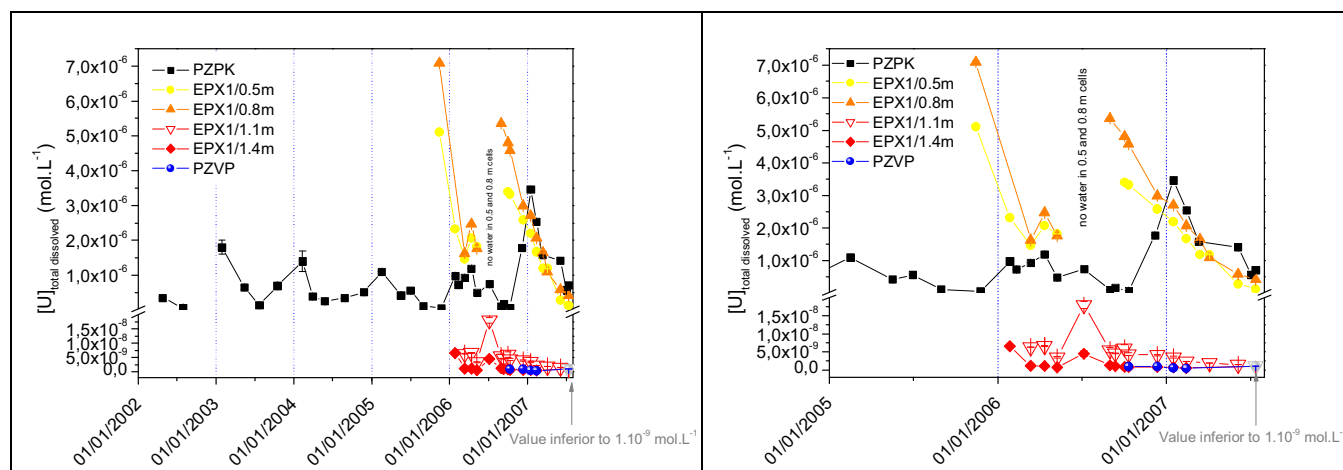 7,0x10⁻⁶
6,0x10⁻⁶
5,0x10⁻⁶
4,0x10⁻⁶
3,0x10⁻⁶
2,0x10⁻⁶
1,0x10⁻⁶
1,5x10⁻⁸
5,0x10⁻⁹
0,0
[U]total dissolved (mol.L⁻¹)
PZPK
EPX1/0.5m
EPX1/0.8m
EPX1/1.1m
EPX1/1.4m
PZVP
no water in 0.5 and 0.8 m cells
01/01/2002
01/01/2003
01/01/2004
01/01/2005
01/01/2006
01/01/2007
Value inferior to 1.10⁻⁹ mol.L⁻¹
7,0x10⁻⁶
6,0x10⁻⁶
5,0x10⁻⁶
4,0x10⁻⁶
3,0x10⁻⁶
2,0x10⁻⁶
1,0x10⁻⁶
1,5x10⁻⁸
5,0x10⁻⁹
0,0
[U]total dissolved (mol.L⁻¹)
PZPK
EPX1/0.5m
EPX1/0.8m
EPX1/1.1m
EPX1/1.4m
PZVP
no water in 0.5 and 0.8 m cells
01/01/2005
01/01/2006
01/01/2007
Value inferior to 1.10⁻⁹ mol.L⁻